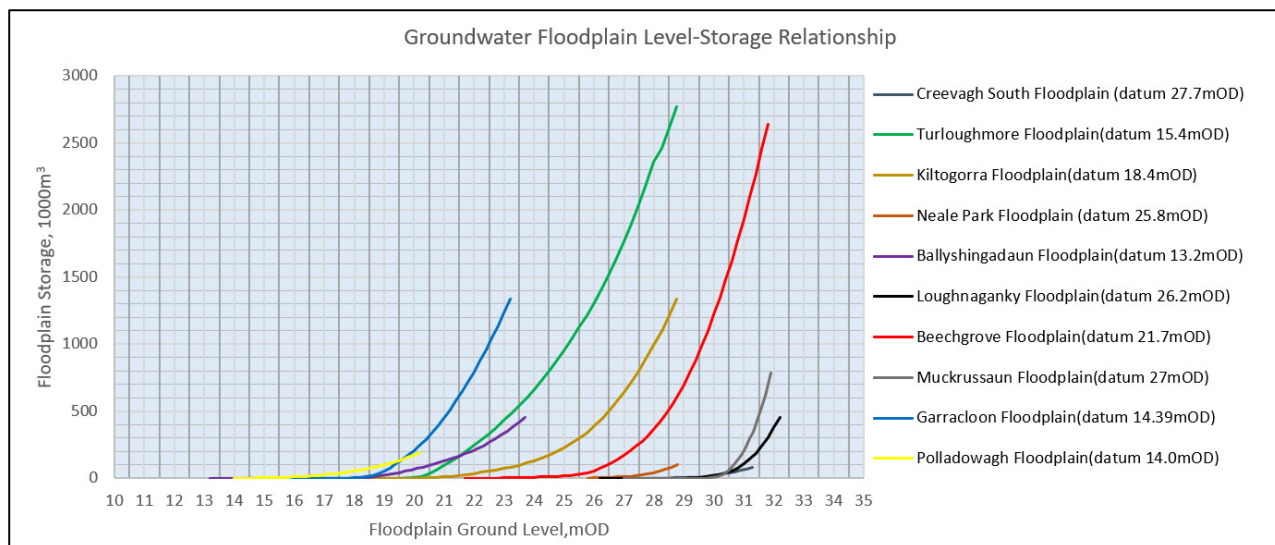 Groundwater Floodplain Level-Storage Relationship
Floodplain Storage, 1000m³
3000
2500
2000
1500
1000
500
0
10 11 12 13 14 15 16 17 18 19 20 21 22 23 24 25 26 27 28 29 30 31 32 33 34 35
Floodplain Ground Level,mOD
Creevagh South Floodplain (datum 27.7mOD)
Turloughmore Floodplain(datum 15.4mOD)
Kiltogorra Floodplain(datum 18.4mOD)
Neale Park Floodplain (datum 25.8mOD)
Ballyshingadaun Floodplain(datum 13.2mOD)
Loughnaganky Floodplain(datum 26.2mOD)
Beechgrove Floodplain(datum 21.7mOD)
Muckrussaun Floodplain(datum 27mOD)
Garracloon Floodplain(datum 14.39mOD)
Polladowagh Floodplain(datum 14.0mOD)